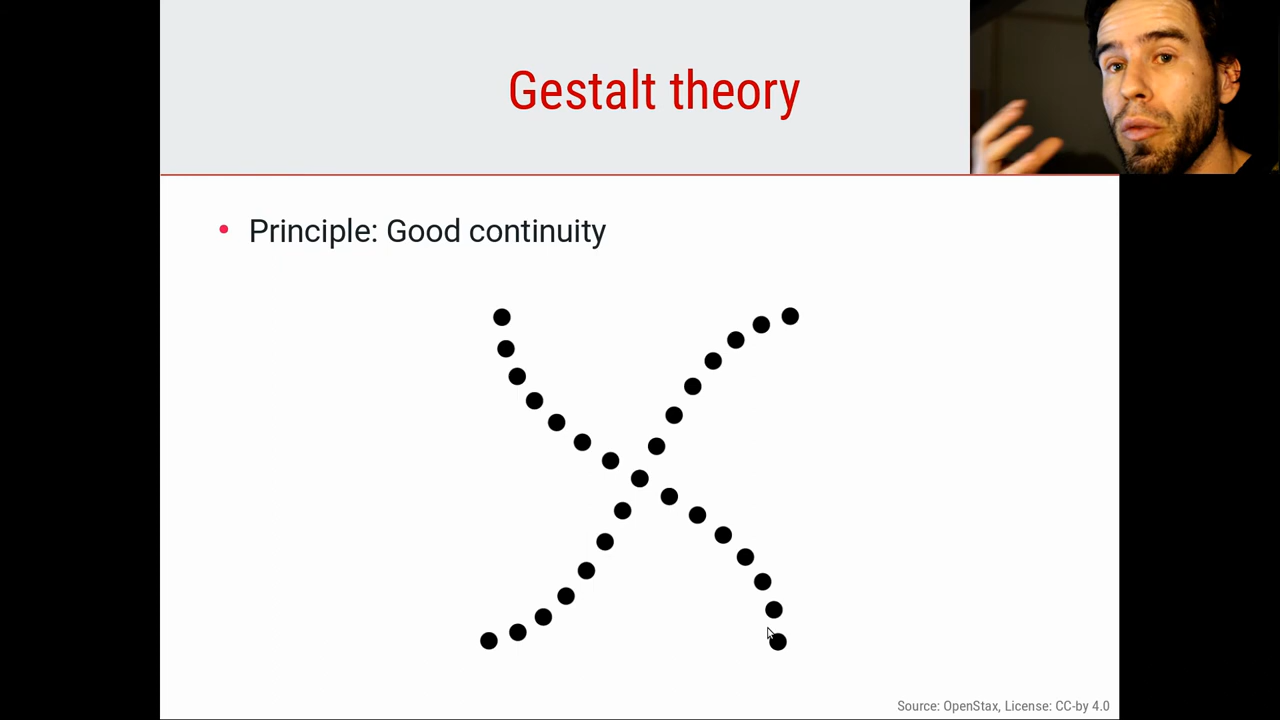 Gestalt theory
• Principle: Good continuity
Source: OpenStax, License: CC-by 4.0